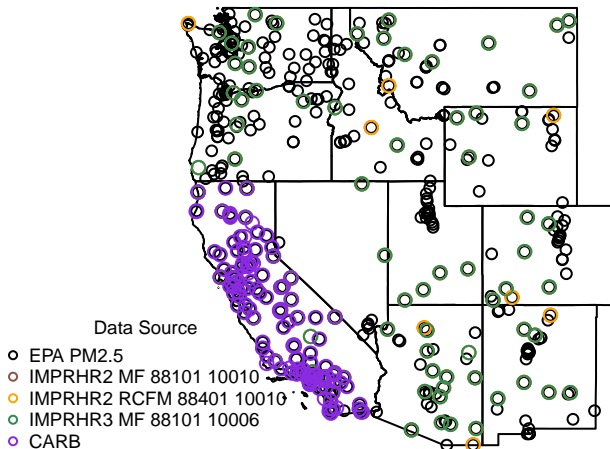 Data Source
EPA PM2.5
IMPRHR2 MF 88101 10010
IMPRHR2 RCFM 88401 10010
IMPRHR3 MF 88101 10006
CARB